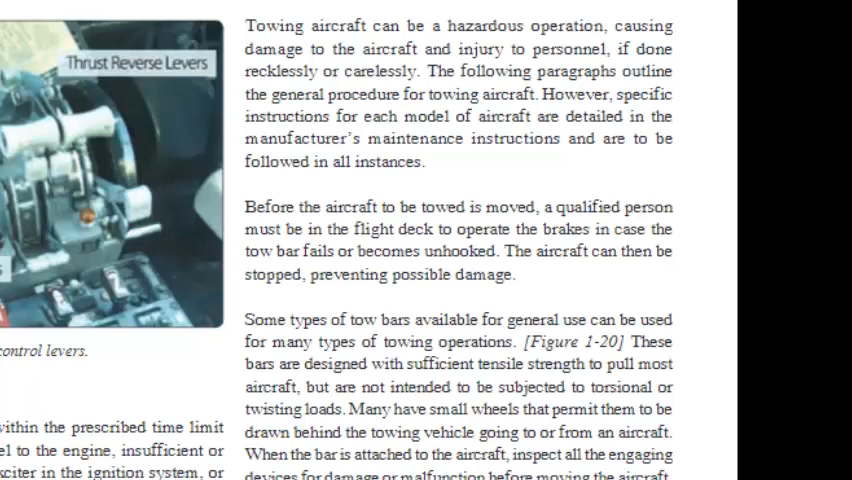 Thrust Reverse Levers
control levers.
within the prescribed time limit
to the engine, insufficient or
in the ignition system, or
Towing aircraft can be a hazardous operation, causing
damage to the aircraft and injury to personnel, if done
recklessly or carelessly. The following paragraphs outline
the general procedure for towing aircraft. However, specific
instructions for each model of aircraft are detailed in the
manufacturer's maintenance instructions and are to be
followed in all instances.
Before the aircraft to be towed is moved, a qualified person
must be in the flight deck to operate the brakes in case the
tow bar fails or becomes unhooked. The aircraft can then be
stopped, preventing possible damage.
Some types of tow bars available for general use can be used
for many types of towing operations. [Figure 1-20] These
bars are designed with sufficient tensile strength to pull most
aircraft, but are not intended to be subjected to torsional or
twisting loads. Many have small wheels that permit them to be
drawn behind the towing vehicle going to or from an aircraft.
When the bar is attached to the aircraft, inspect all the engaging
devices for damage or malfunction before moving the aircraft.